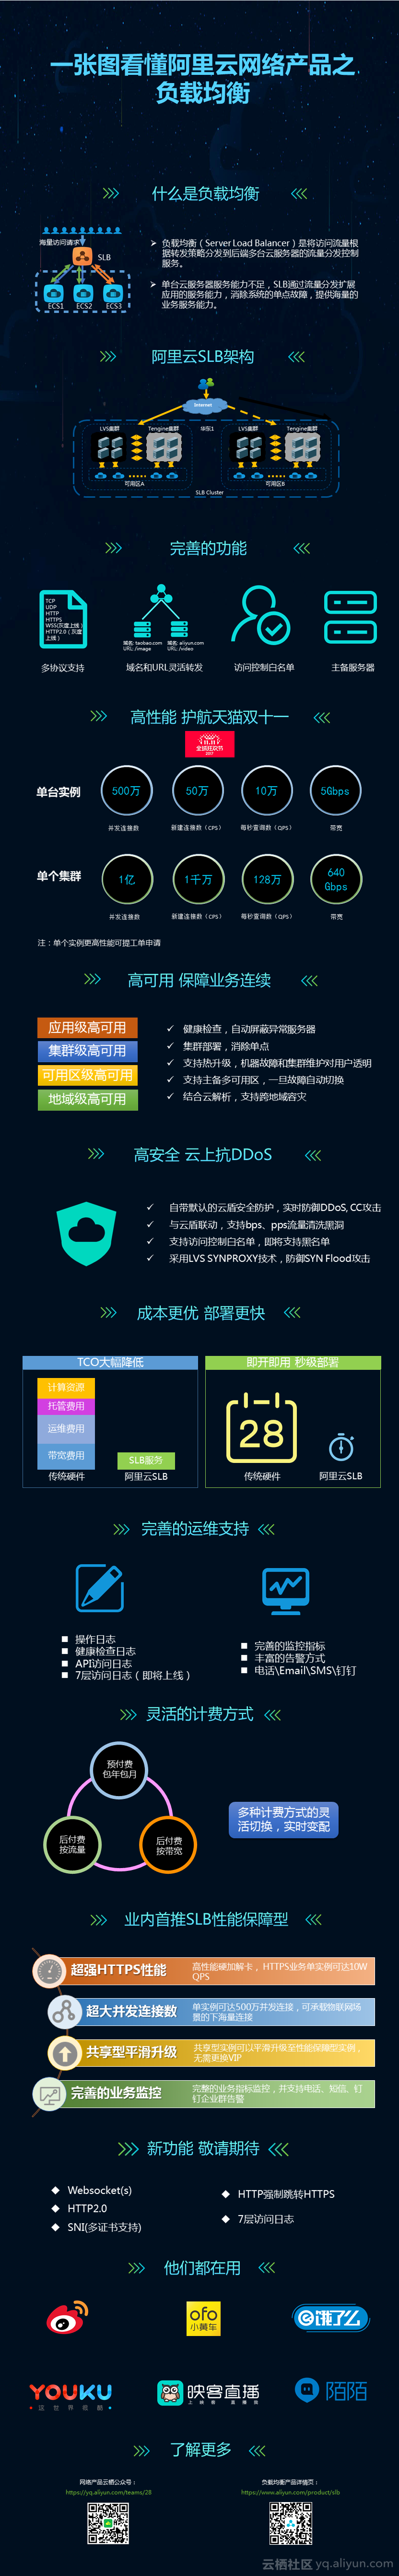 一张图看懂阿里云网络产品之
负载均衡
什么是负载均衡
海量访问请求
SLB
ECS1 ECS2 ECS3
负载均衡（Server Load Balancer）是将访问流量根
据转发策略分发到后端多台云服务器的流量分发控制
服务。
单台云服务器服务能力不足，SLB通过流量分发扩展
应用的服务能力，消除系统的单点故障，提供海量的
业务服务能力。
阿里云SLB架构
Internet
LVS集群 Tengine集群 华东1 LVS集群 Tengine集群
可用区A 可用区B
SLB Cluster
完善的功能
TCP
UDP
HTTP
HTTPS
WSS(灰度上线)
HTTP2.0（灰度
上线）
域名: taobao.com 域名: aliyun.com
URL: /image URL: /video
多协议支持 域名和URL灵活转发 访问控制白名单 主备服务器
高性能 护航天猫双十一
11.11
全球狂欢节
2017
单台实例
500万 50万 10万 5Gbps
并发连接数 新建连接数（CPS） 每秒查询数（QPS） 带宽
单个集群
1亿 1千万 128万 640
Gbps
并发连接数 新建连接数（CPS） 每秒查询数（QPS） 带宽
注：单个实例更高性能可提工单申请
高可用 保障业务连续
应用级高可用
集群级高可用
可用区级高可用
地域级高可用
健康检查，自动屏蔽异常服务器
集群部署，消除单点
支持热升级，机器故障和集群维护对用户透明
支持主备多可用区，一旦故障自动切换
结合云解析，支持跨地域容灾
高安全 云上抗DDoS
自带默认的云盾安全防护，实时防御DDoS, CC攻击
与云盾联动，支持bps、pps流量清洗黑洞
支持访问控制白名单，即将支持黑名单
采用LVS SYNPROXY技术，防御SYN Flood攻击
成本更优 部署更快
TCO大幅降低
计算资源
托管费用
运维费用
带宽费用
SLB服务
传统硬件 阿里云SLB
即开即用 秒级部署
28
传统硬件 阿里云SLB
完善的运维支持
操作日志
健康检查日志
API访问日志
7层访问日志（即将上线）
完善的监控指标
丰富的告警方式
电话\Email\SMS\钉钉
灵活的计费方式
预付费
包年包月
后付费
按流量
后付费
按带宽
多种计费方式的灵
活切换，实时变配
业内首推SLB性能保障型
超强HTTPS性能
高性能硬加解卡，HTTPS业务单实例可达10W
QPS
超大并发连接数
单实例可达500万并发连接，可承载物联网场
景的下海量连接
共享型平滑升级
共享型实例可以平滑升级至性能保障型实例，
无需更换VIP
完善的业务监控
完整的业务指标监控，并支持电话、短信、钉
钉企业群告警
新功能 敬请期待
Websocket(s)
HTTP2.0
SNI(多证书支持)
HTTP强制跳转HTTPS
7层访问日志
他们都在用
ofo
小黄车
饿了么
YOUKU
这世界很酷
映客直播
陌陌
了解更多
网络产品云栖公众号：
https://yq.aliyun.com/teams/28
负载均衡产品详情页：
https://www.aliyun.com/product/slb
云栖社区 yq.aliyun.com